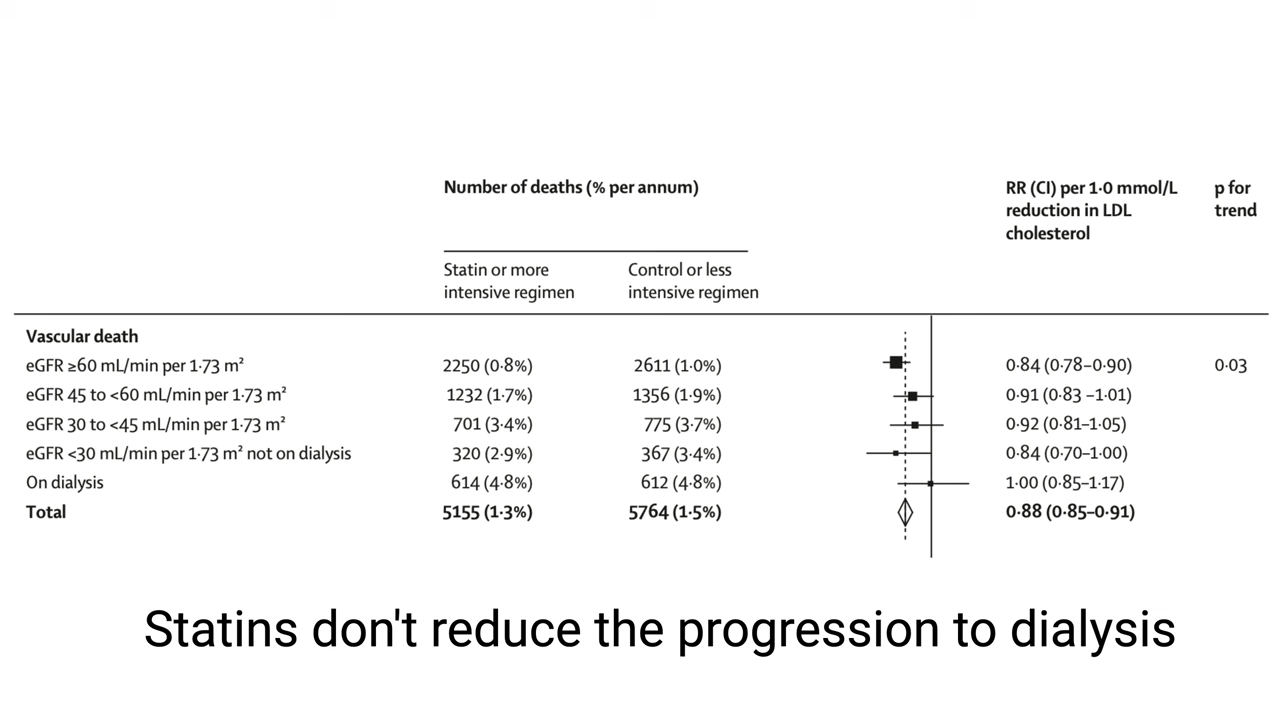 Number of deaths (% per annum) RR (CI) per 1·0 mmol/L reduction in LDL cholesterol p for trend
Statin or more intensive regimen Control or less intensive regimen
Vascular death
eGFR ≥60 mL/min per 1·73 m² 2250 (0·8%) 2611 (1·0%) 0·84 (0·78–0·90) 0·03
eGFR 45 to <60 mL/min per 1·73 m² 1232 (1·7%) 1356 (1·9%) 0·91 (0·83 –1·01)
eGFR 30 to <45 mL/min per 1·73 m² 701 (3·4%) 775 (3·7%) 0·92 (0·81–1·05)
eGFR <30 mL/min per 1·73 m² not on dialysis 320 (2·9%) 367 (3·4%) 0·84 (0·70–1·00)
On dialysis 614 (4·8%) 612 (4·8%) 1·00 (0·85–1·17)
Total 5155 (1·3%) 5764 (1·5%) 0·88 (0·85–0·91)
Statins don't reduce the progression to dialysis